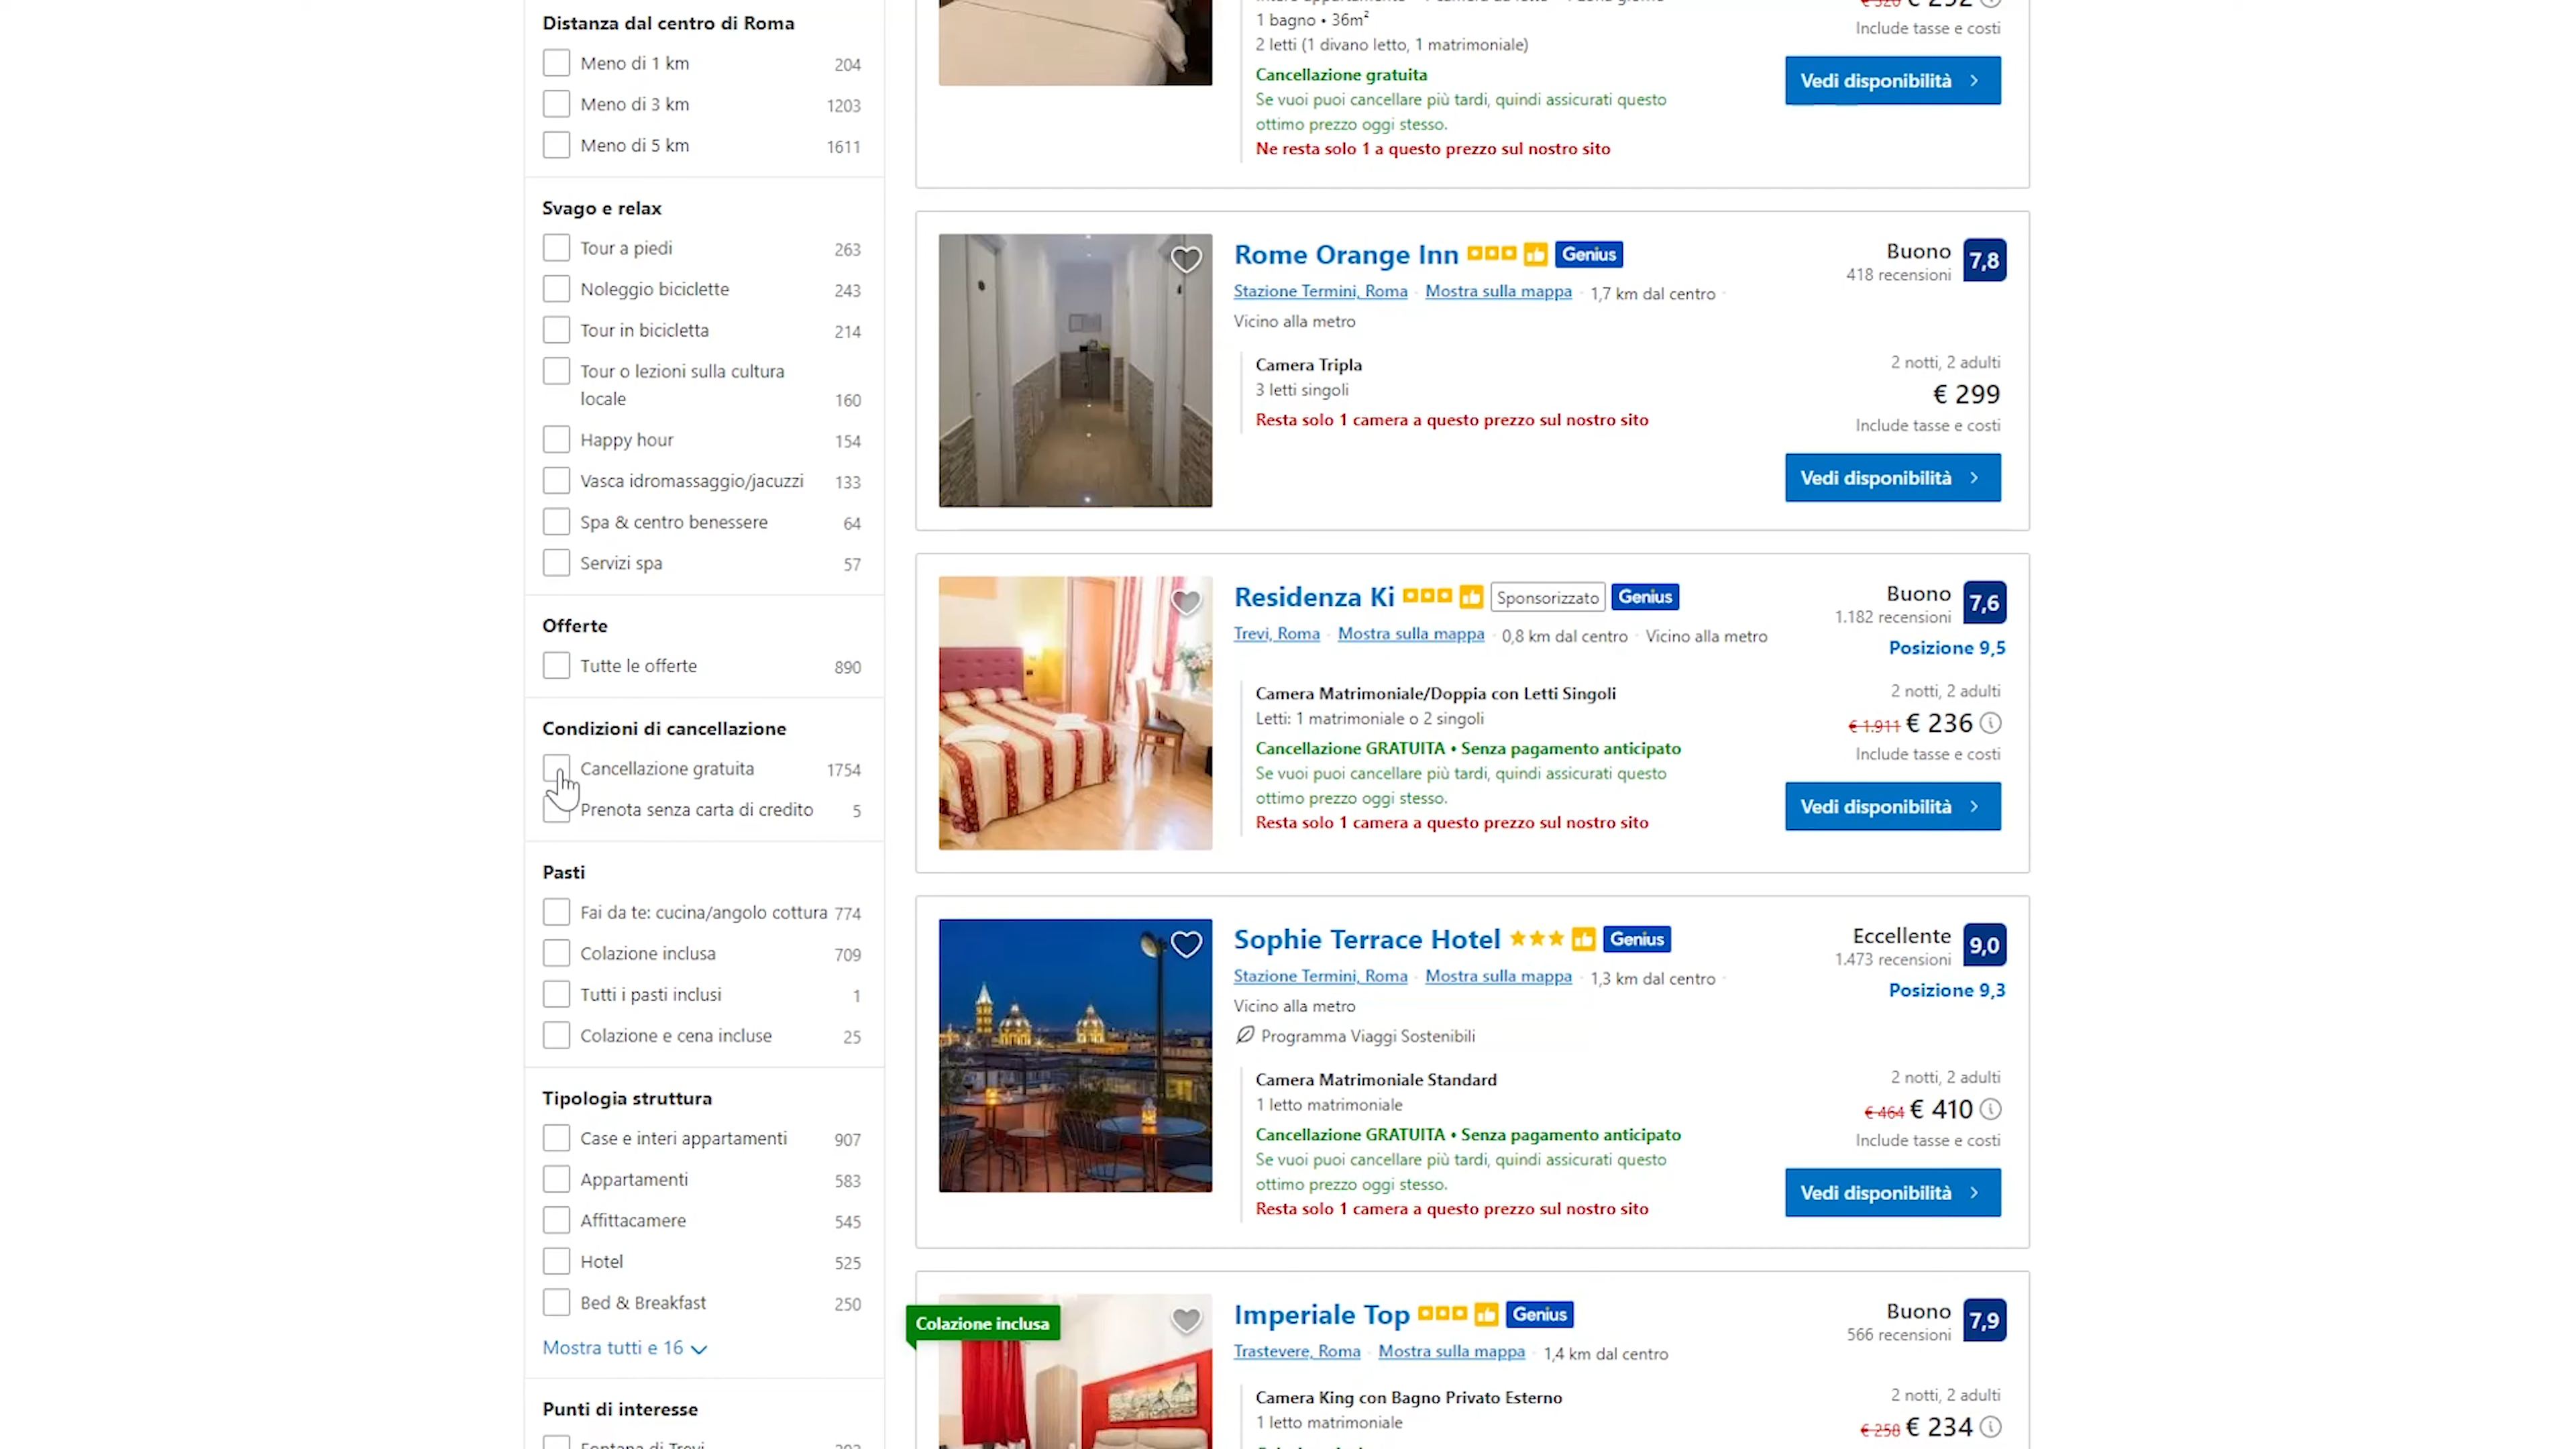 Distanza dal centro di Roma
Meno di 1 km 204
Meno di 3 km 1203
Meno di 5 km 1611
Svago e relax
Tour a piedi 263
Noleggio biciclette 243
Tour in bicicletta 214
Tour o lezioni sulla cultura
locale 160
Happy hour 154
Vasca idromassaggio/jacuzzi 133
Spa & centro benessere 64
Servizi spa 57
Offerte
Tutte le offerte 890
Condizioni di cancellazione
Cancellazione gratuita 1754
Prenota senza carta di credito 5
Pasti
Fai da te: cucina/angolo cottura 774
Colazione inclusa 709
Tutti i pasti inclusi 1
Colazione e cena incluse 25
Tipologia struttura
Case e interi appartamenti 907
Appartamenti 583
Affittacamere 545
Hotel 525
Bed & Breakfast 250
Mostra tutti e 16
Punti di interesse
1 bagno • 36m²
2 letti (1 divano letto, 1 matrimoniale)
Cancellazione gratuita
Se vuoi puoi cancellare più tardi, quindi assicurati questo
ottimo prezzo oggi stesso.
Ne resta solo 1 a questo prezzo sul nostro sito
€ 292
Include tasse e costi
Vedi disponibilità
Rome Orange Inn Genius
Stazione Termini, Roma · Mostra sulla mappa · 1,7 km dal centro ·
Vicino alla metro
Camera Tripla
3 letti singoli
Resta solo 1 camera a questo prezzo sul nostro sito
Buono 7,8
418 recensioni
2 notti, 2 adulti
€ 299
Include tasse e costi
Vedi disponibilità
Residenza Ki Sponsorizzato Genius
Trevi, Roma · Mostra sulla mappa · 0,8 km dal centro · Vicino alla metro
Camera Matrimoniale/Doppia con Letti Singoli
Letti: 1 matrimoniale o 2 singoli
Cancellazione GRATUITA • Senza pagamento anticipato
Se vuoi puoi cancellare più tardi, quindi assicurati questo
ottimo prezzo oggi stesso.
Resta solo 1 camera a questo prezzo sul nostro sito
Buono 7,6
1.182 recensioni
Posizione 9,5
2 notti, 2 adulti
€ 1.911 € 236
Include tasse e costi
Vedi disponibilità
Sophie Terrace Hotel Genius
Stazione Termini, Roma · Mostra sulla mappa · 1,3 km dal centro ·
Vicino alla metro
Programma Viaggi Sostenibili
Camera Matrimoniale Standard
1 letto matrimoniale
Cancellazione GRATUITA • Senza pagamento anticipato
Se vuoi puoi cancellare più tardi, quindi assicurati questo
ottimo prezzo oggi stesso.
Resta solo 1 camera a questo prezzo sul nostro sito
Eccellente 9,0
1.473 recensioni
Posizione 9,3
2 notti, 2 adulti
€ 464 € 410
Include tasse e costi
Vedi disponibilità
Colazione inclusa
Imperiale Top Genius
Trastevere, Roma · Mostra sulla mappa · 1,4 km dal centro
Camera King con Bagno Privato Esterno
1 letto matrimoniale
Buono 7,9
566 recensioni
2 notti, 2 adulti
€ 258 € 234